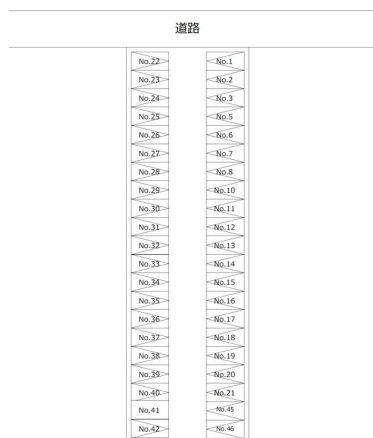 道路
No.22 No.1
No.23 No.2
No.24 No.3
No.25 No.5
No.26 No.6
No.27 No.7
No.28 No.8
No.29 No.10
No.30 No.11
No.31 No.12
No.32 No.13
No.33 No.14
No.34 No.15
No.35 No.16
No.36 No.17
No.37 No.18
No.38 No.19
No.39 No.20
No.40 No.21
No.41 No.45
No.42 No.46